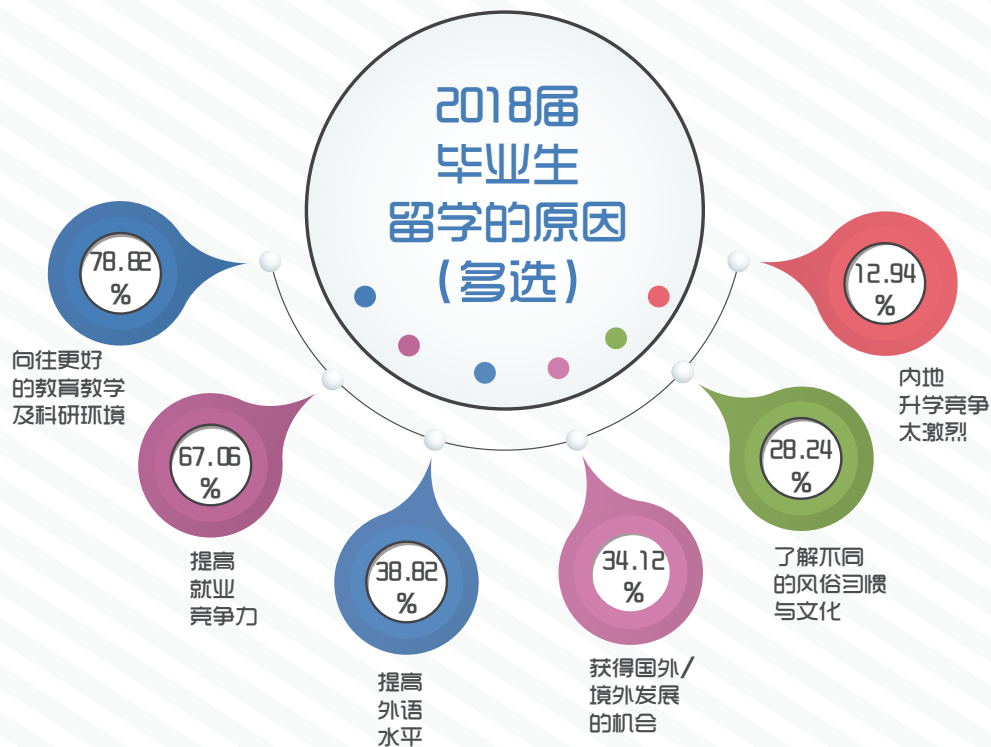 2018届
毕业生
留学的原因
(多选)
78.82
%
向往更好
的教育教学
及科研环境
67.06
%
提高
就业
竞争力
38.82
%
提高
外语
水平
34.12
%
获得国外/
境外发展
的机会
28.24
%
了解不同
的风俗习惯
与文化
12.94
%
内地
升学竞争
太激烈